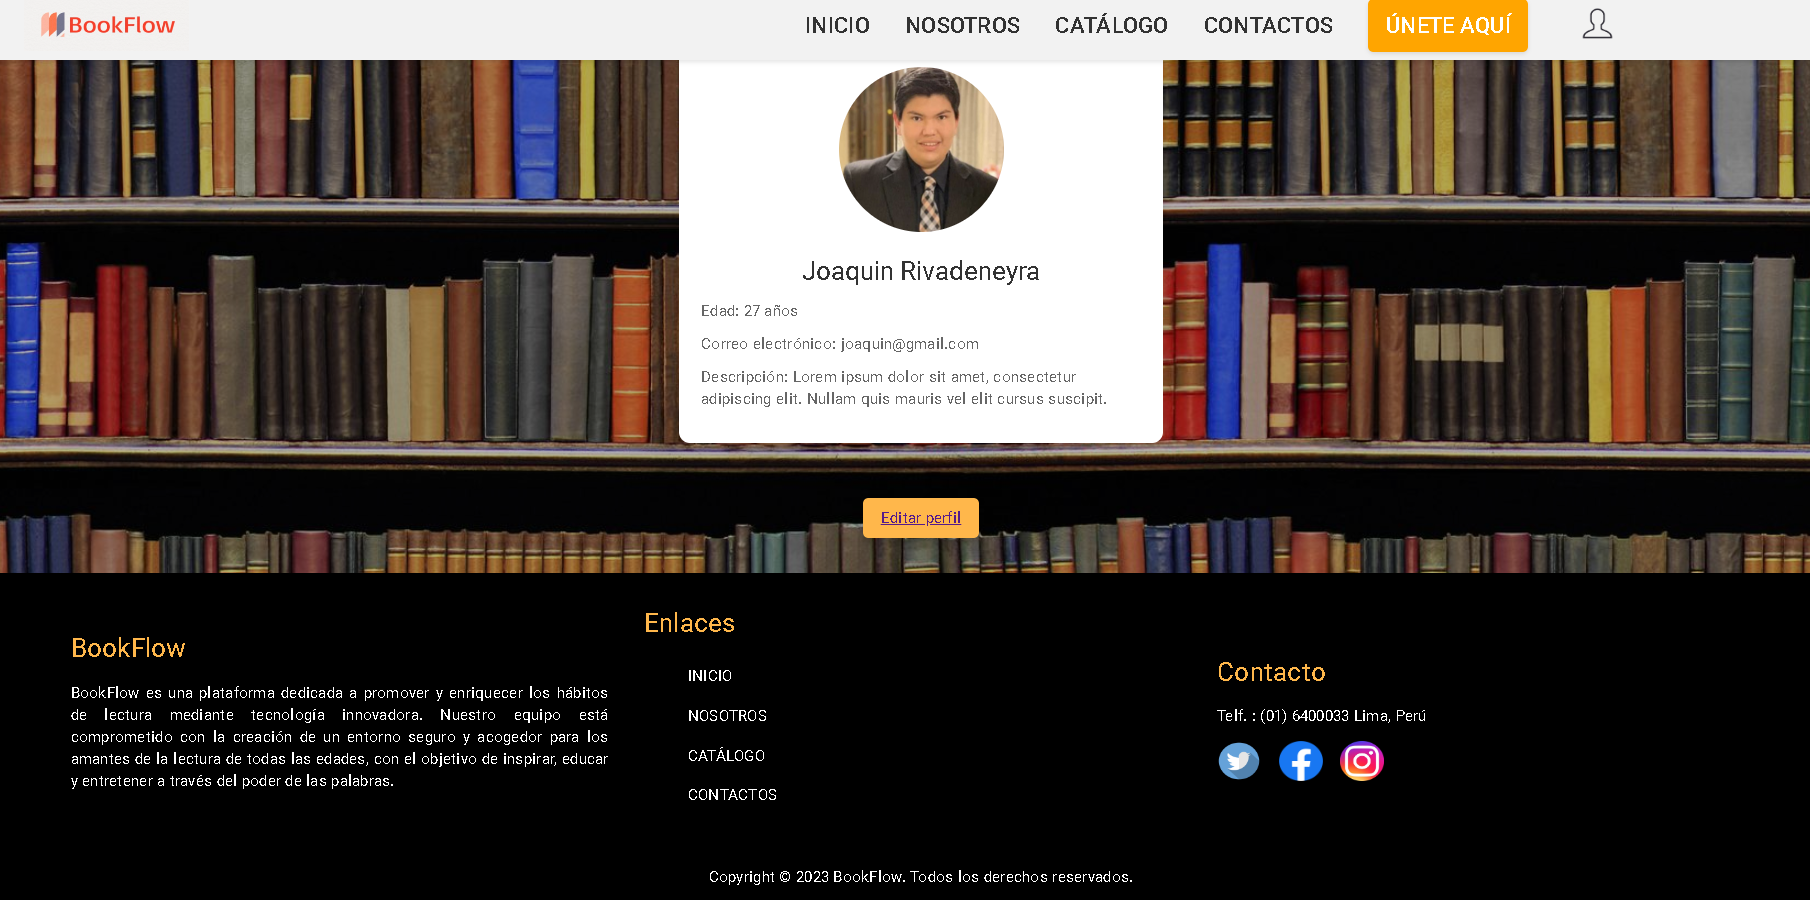 BookFlow
INICIO NOSOTROS CATÁLOGO CONTACTOS ÚNETE AQUÍ
Joaquin Rivadeneyra
Edad: 27 años
Correo electrónico: joaquin@gmail.com
Descripción: Lorem ipsum dolor sit amet, consectetur
adipiscing elit. Nullam quis mauris vel elit cursus suscipit.
Editar perfil
BookFlow
BookFlow es una plataforma dedicada a promover y enriquecer los hábitos
de lectura mediante tecnología innovadora. Nuestro equipo está
comprometido con la creación de un entorno seguro y acogedor para los
amantes de la lectura de todas las edades, con el objetivo de inspirar, educar
y entretener a través del poder de las palabras.
Enlaces
INICIO
NOSOTROS
CATÁLOGO
CONTACTOS
Contacto
Telf. : (01) 6400033 Lima, Perú
Copyright © 2023 BookFlow. Todos los derechos reservados.